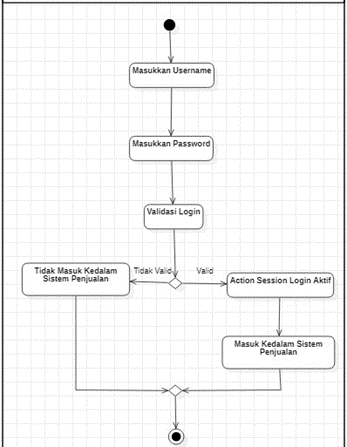 Masukkan Username
Masukkan Password
Validasi Login
Tidak Masuk Kedalam
Sistem Penjualan
Tidak Valid
Valid
Action Session Login Aktif
Masuk Kedalam Sistem
Penjualan